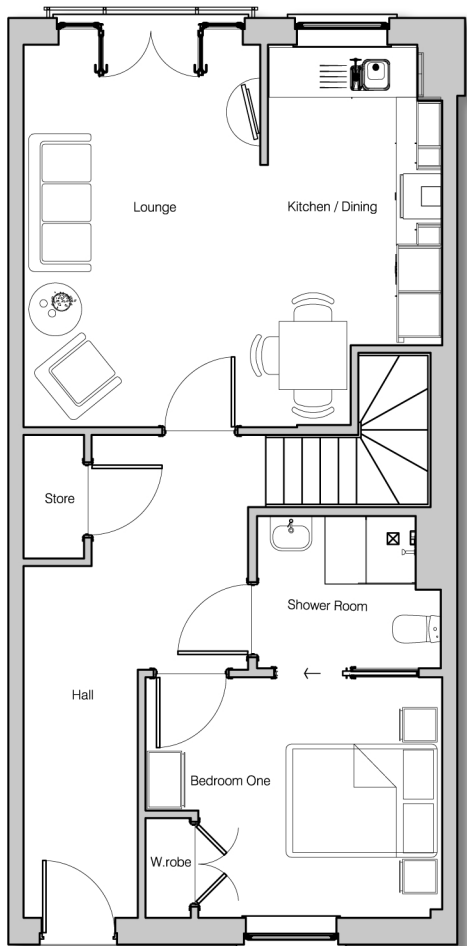 Lounge
Kitchen / Dining
Store
Shower Room
Hall
Bedroom One
W.robe